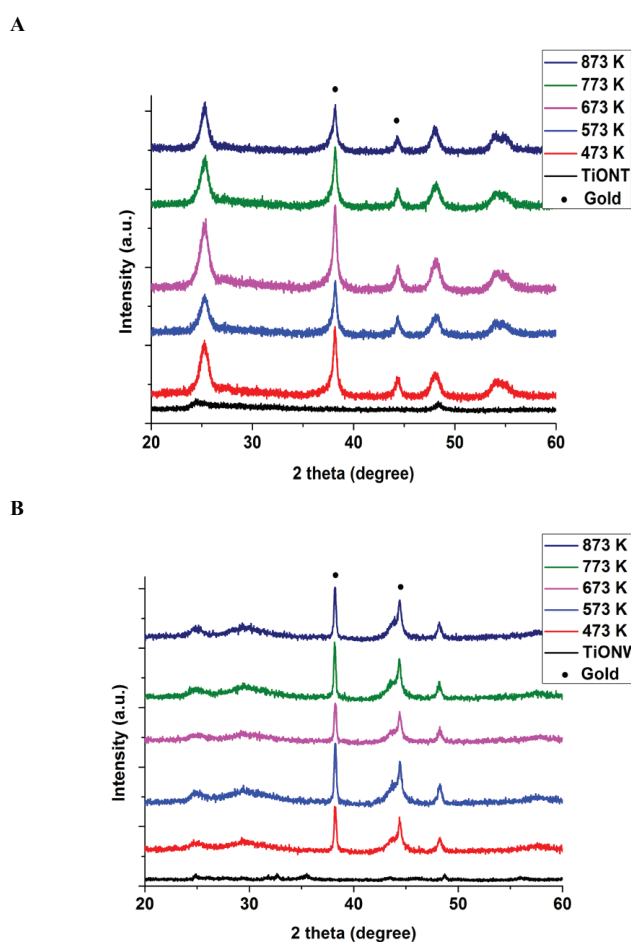 A
873 K
773 K
673 K
573 K
473 K
TiONT
Gold
Intensity (a.u.)
20 30 40 50 60
2 theta (degree)
B
873 K
773 K
673 K
573 K
473 K
TiONW
Gold
Intensity (a.u.)
20 30 40 50 60
2 theta (degree)